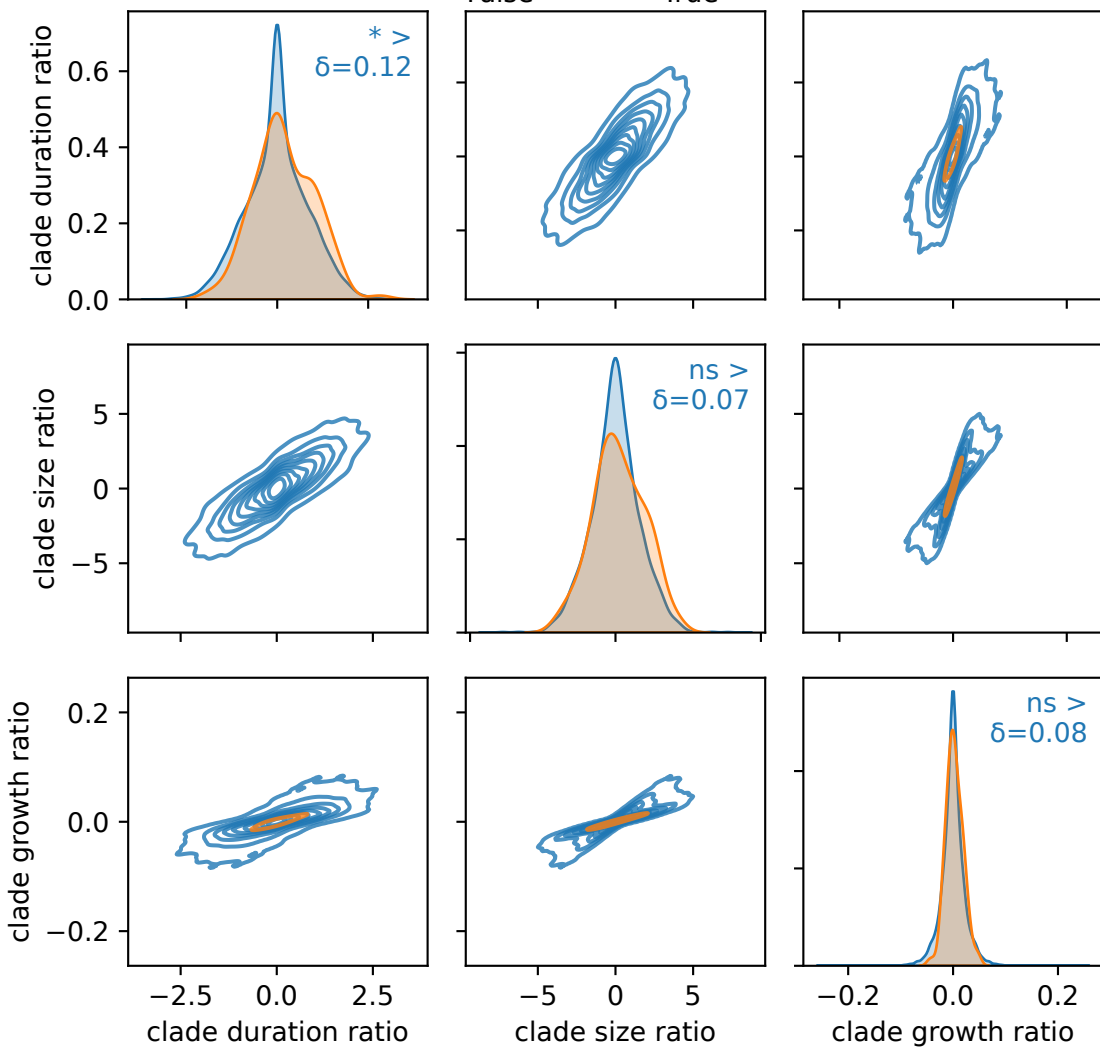 clade duration ratio
0.6
0.4
0.2
0.0
* >
δ=0.12
clade size ratio
5
0
−5
ns >
δ=0.07
clade growth ratio
0.2
0.0
−0.2
ns >
δ=0.08
−2.5 0.0 2.5
−5 0 5
−0.2 0.0 0.2
clade duration ratio
clade size ratio
clade growth ratio